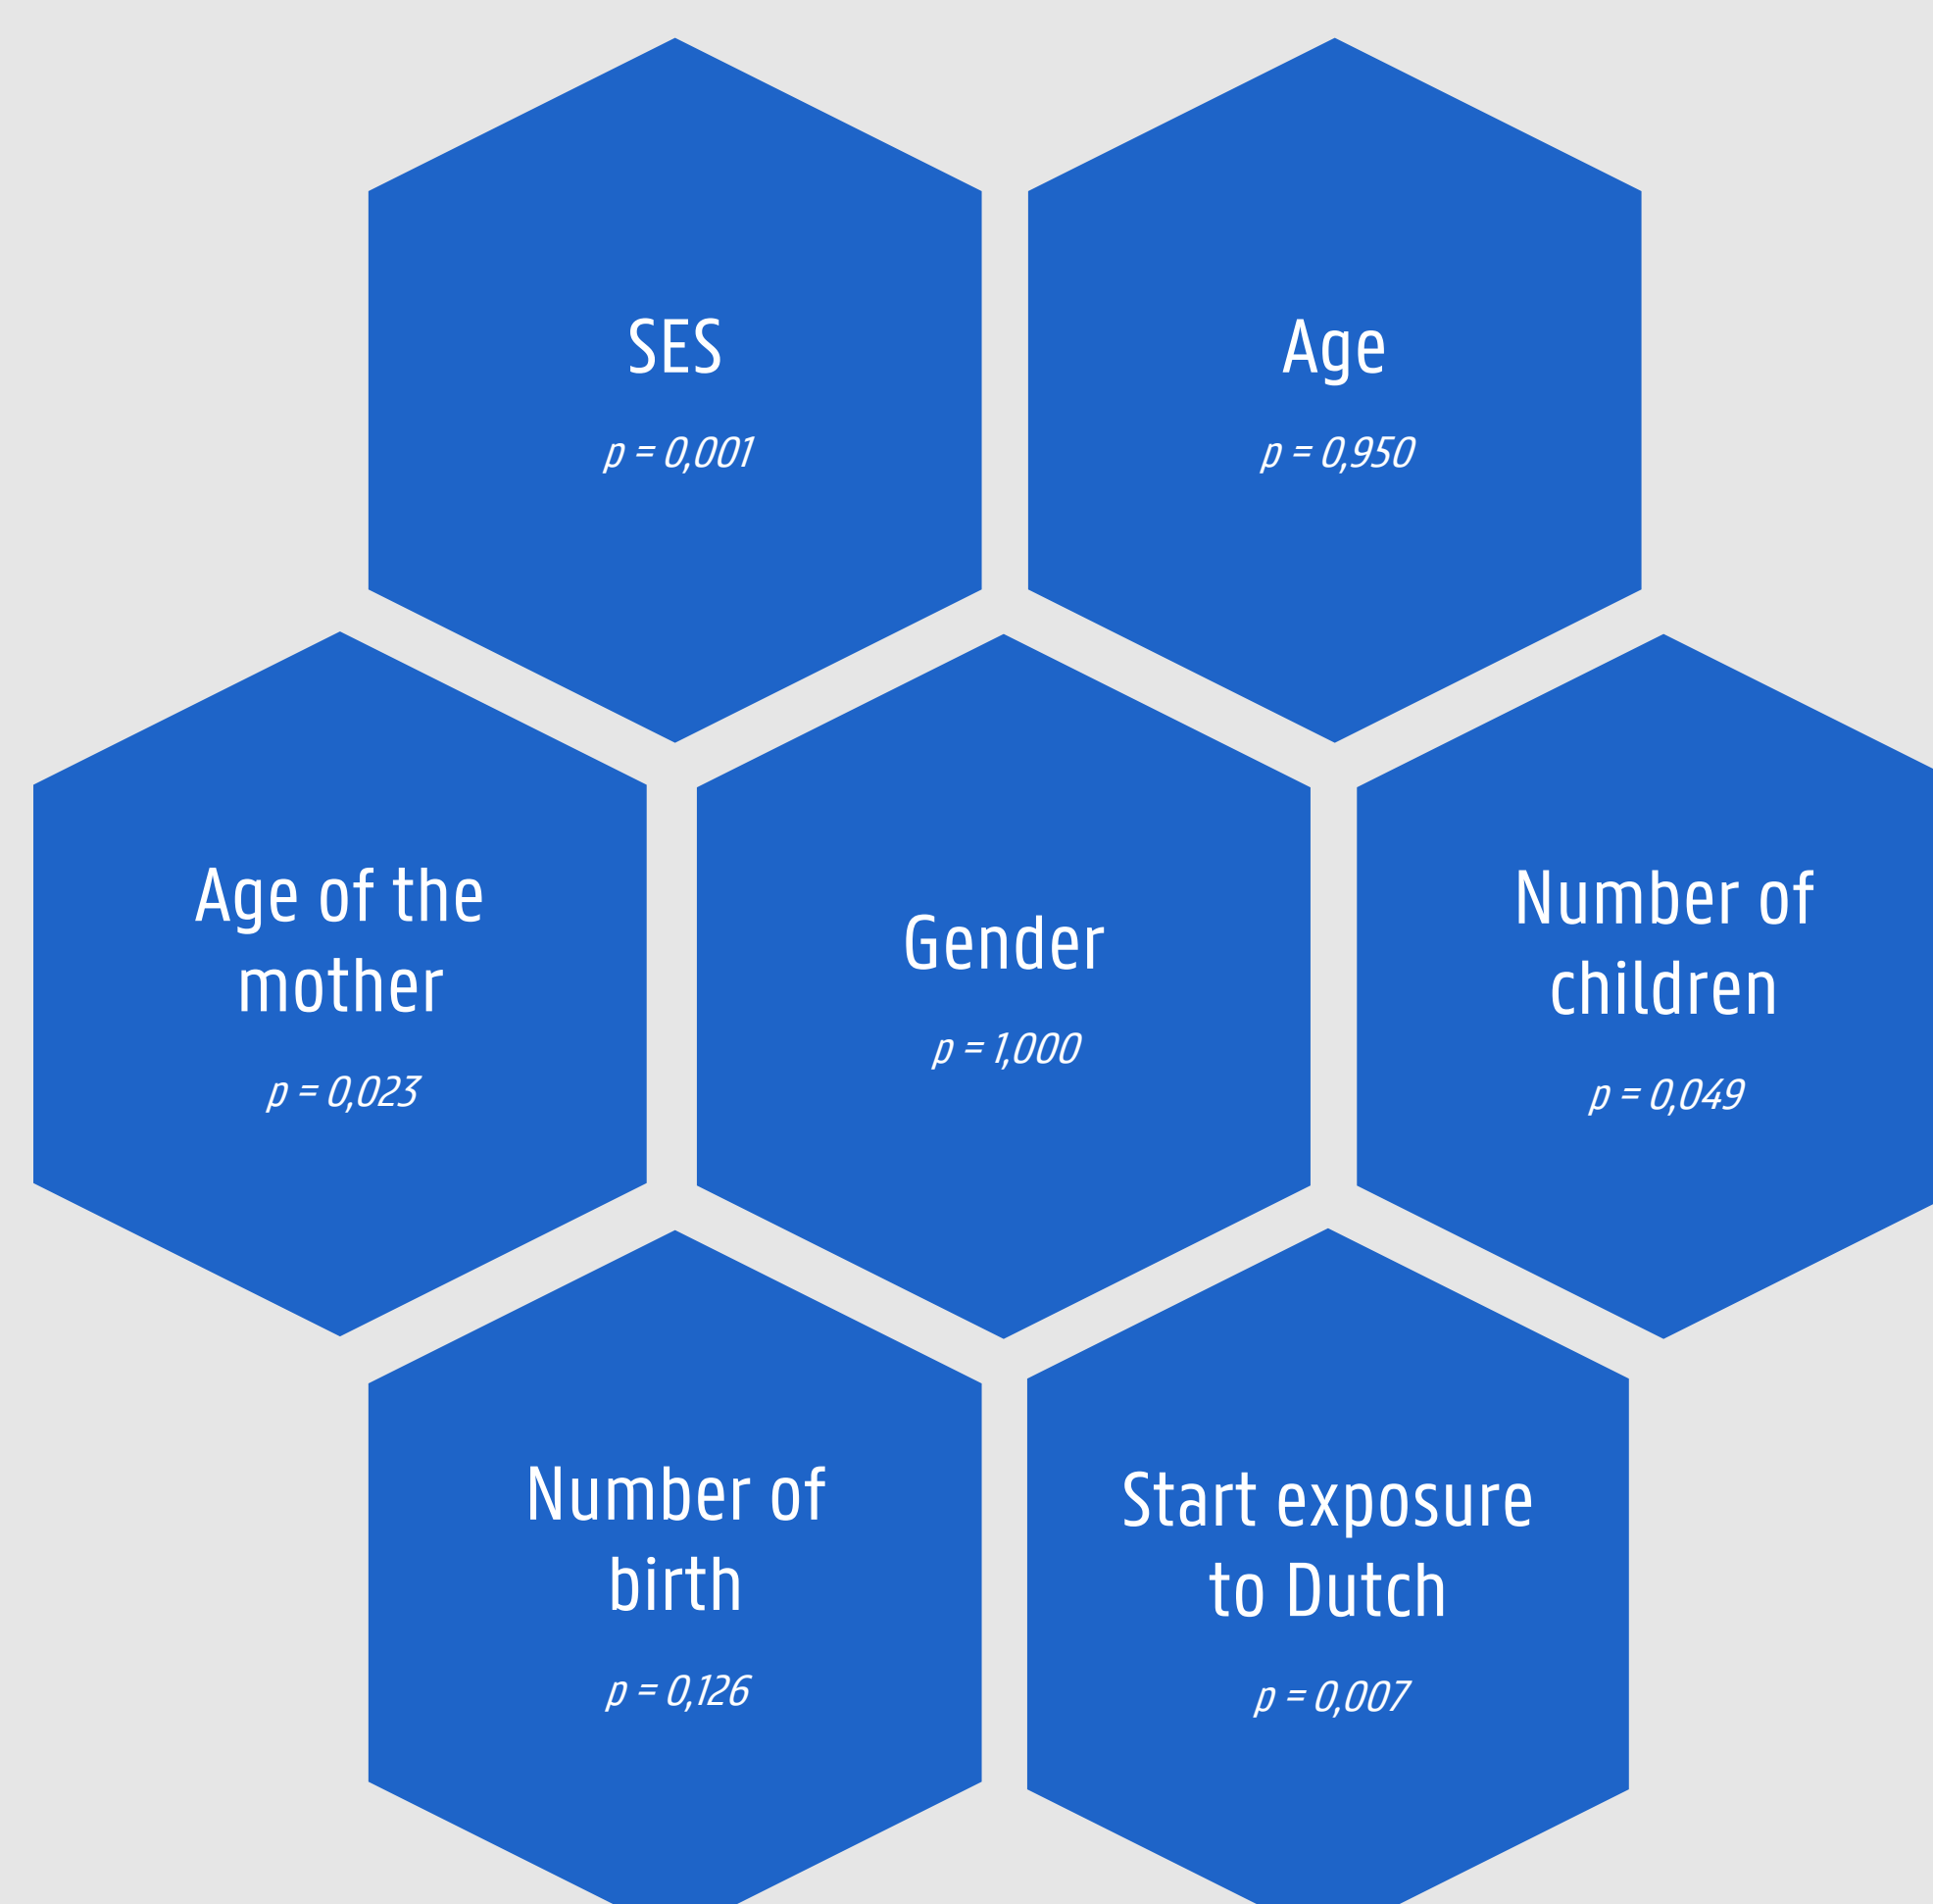 SES
p = 0,001
Age
p = 0,950
Age of the
mother
p = 0,023
Gender
p = 1,000
Number of
children
p = 0,049
Number of
birth
p = 0,126
Start exposure
to Dutch
p = 0,007